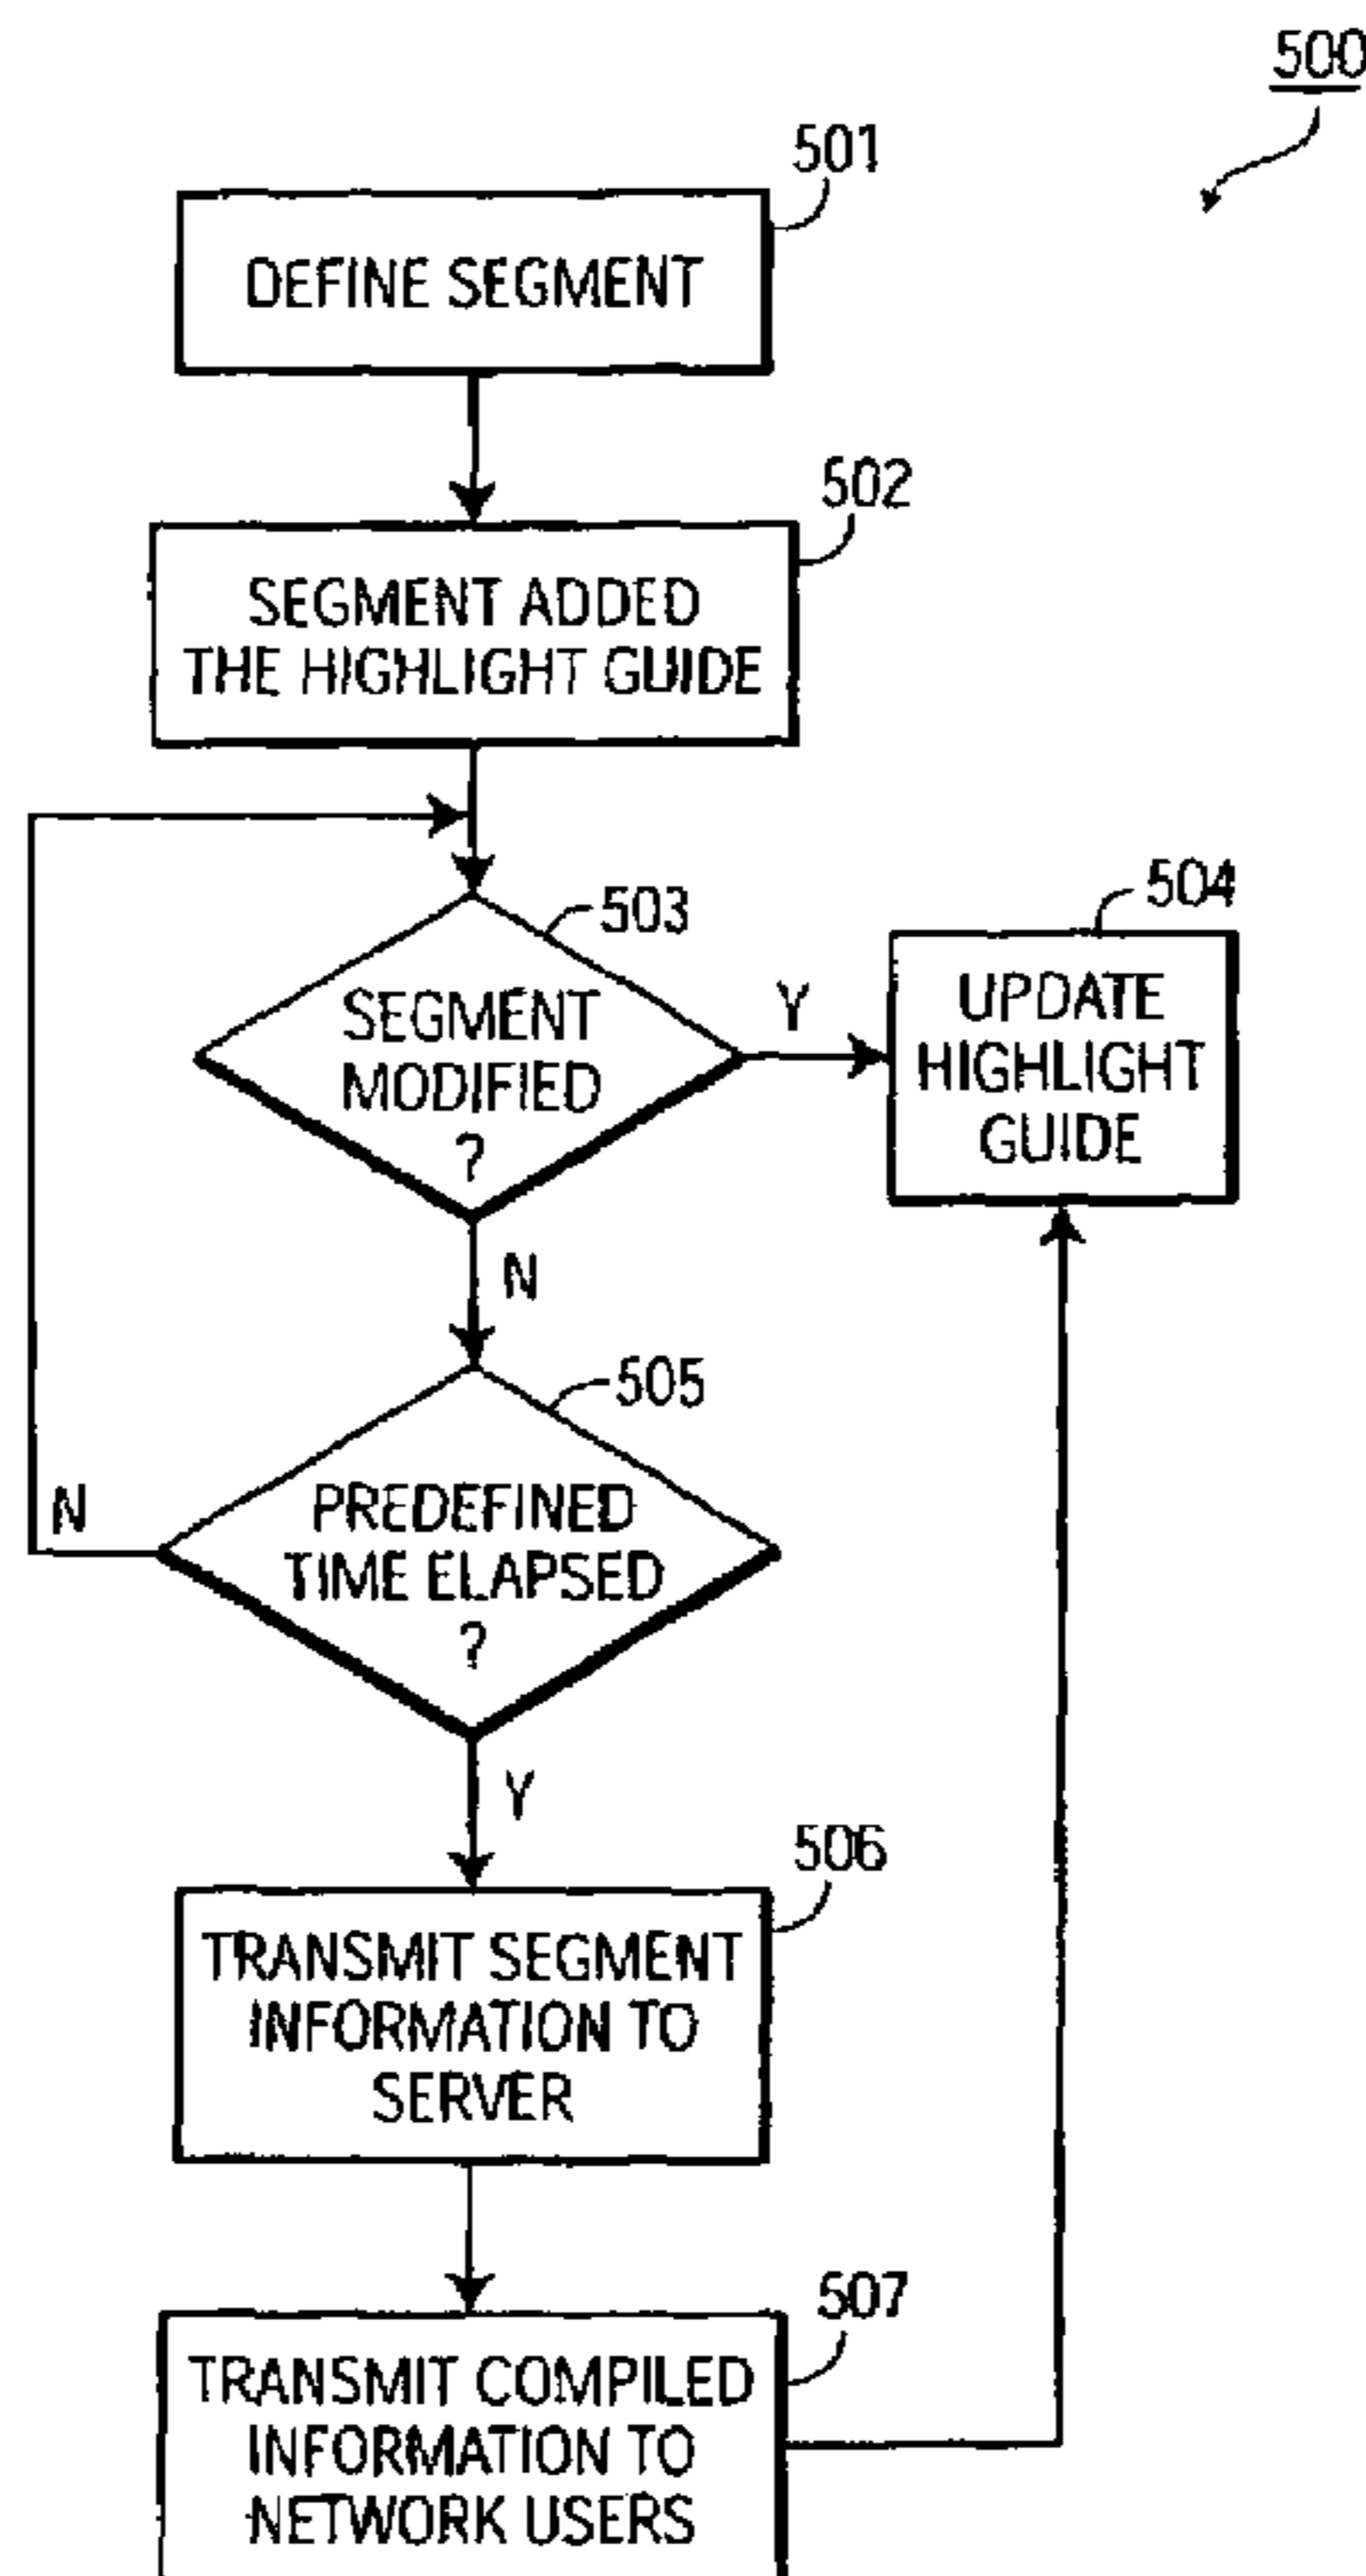 500
501
DEFINE SEGMENT
502
SEGMENT ADDED
THE HIGHLIGHT GUIDE
503
SEGMENT
MODIFIED
?
Y
504
UPDATE
HIGHLIGHT
GUIDE
N
505
PREDEFINED
TIME ELAPSED
?
N
Y
506
TRANSMIT SEGMENT
INFORMATION TO
SERVER
507
TRANSMIT COMPILED
INFORMATION TO
NETWORK USERS